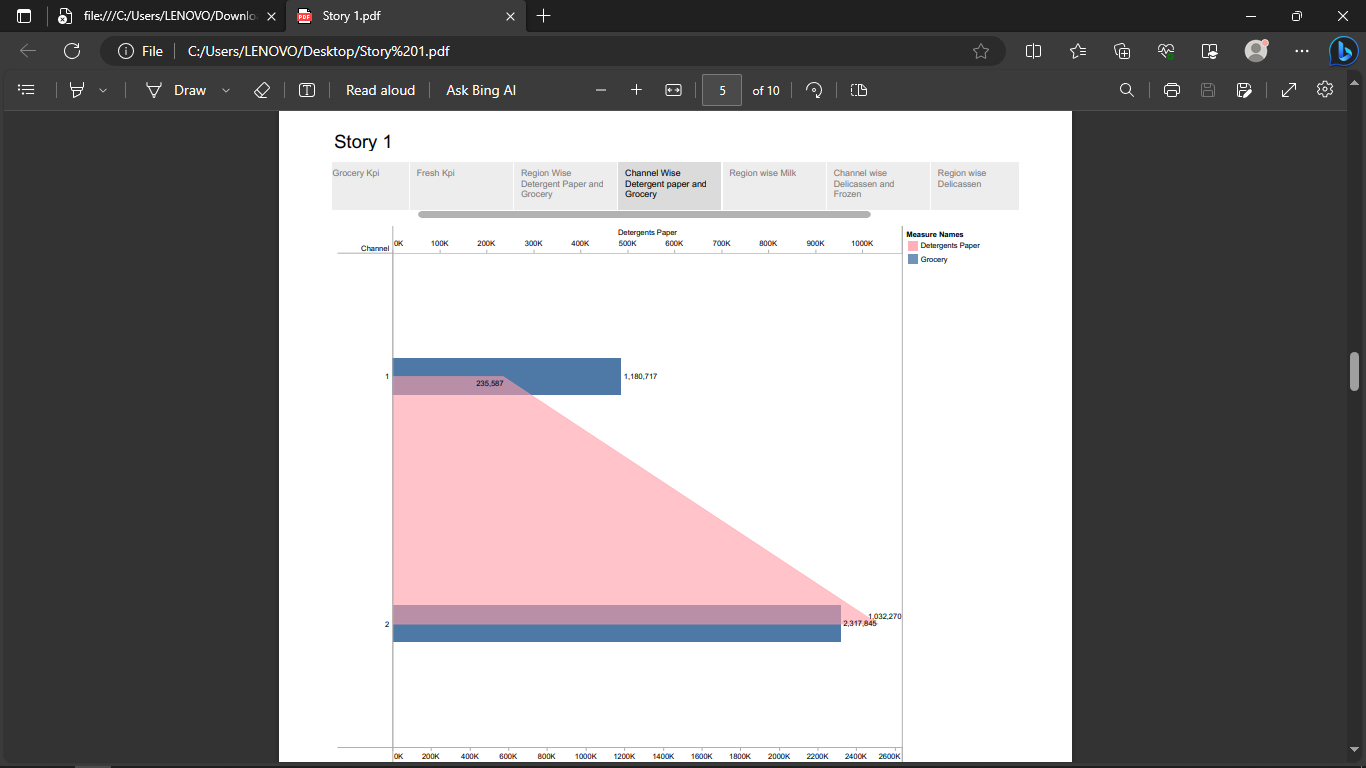 file:///C:/Users/LENOVO/Downlo
Story 1.pdf
File
C:/Users/LENOVO/Desktop/Story%201.pdf
Draw
Read aloud
Ask Bing AI
5 of 10
Story 1
Grocery Kpi
Fresh Kpi
Region Wise
Detergent Paper and
Grocery
Channel Wise
Detergent paper and
Grocery
Region wise Milk
Channel wise
Delicassen and
Frozen
Region wise
Delicassen
Detergents Paper
Channel
0K 100K 200K 300K 400K 500K 600K 700K 800K 900K 1000K
Measure Names
Detergents Paper
Grocery
1
1,180,717
235,587
1,032,270
2
2,317,845
0K 200K 400K 600K 800K 1000K 1200K 1400K 1600K 1800K 2000K 2200K 2400K 2600K